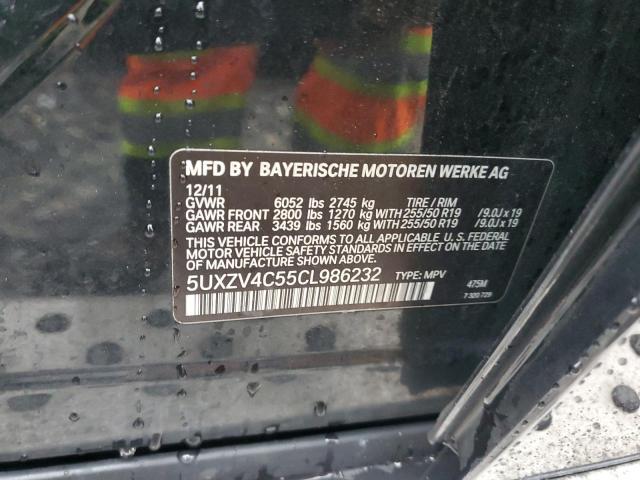 MFD BY BAYERISCHE MOTOREN WERKE AG
12/11
GVWR 6052 lbs 2745 kg TIRE / RIM
GAWR FRONT 2800 lbs 1270 kg WITH 255/50 R19 /9.0J x 19
GAWR REAR 3439 lbs 1560 kg WITH 255/50 R19 /9.0J x 19
THIS VEHICLE CONFORMS TO ALL APPLICABLE U.S. FEDERAL
MOTOR VEHICLE SAFETY STANDARDS IN EFFECT ON THE DATE OF
MANUFACTURE SHOWN ABOVE.
5UXZV4C55CL986232 TYPE: MPV 475M
7 320 729